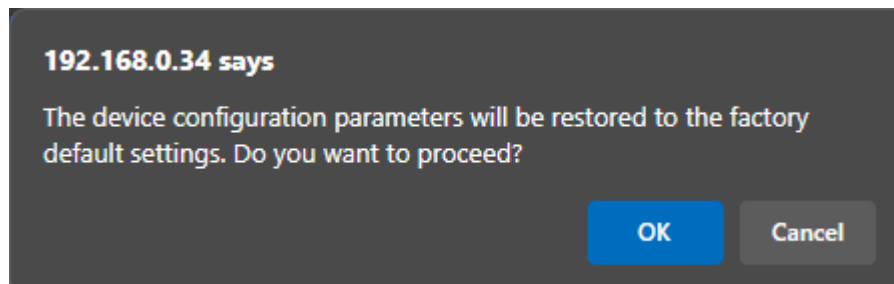 192.168.0.34 says
The device configuration parameters will be restored to the factory
default settings. Do you want to proceed?
OK
Cancel